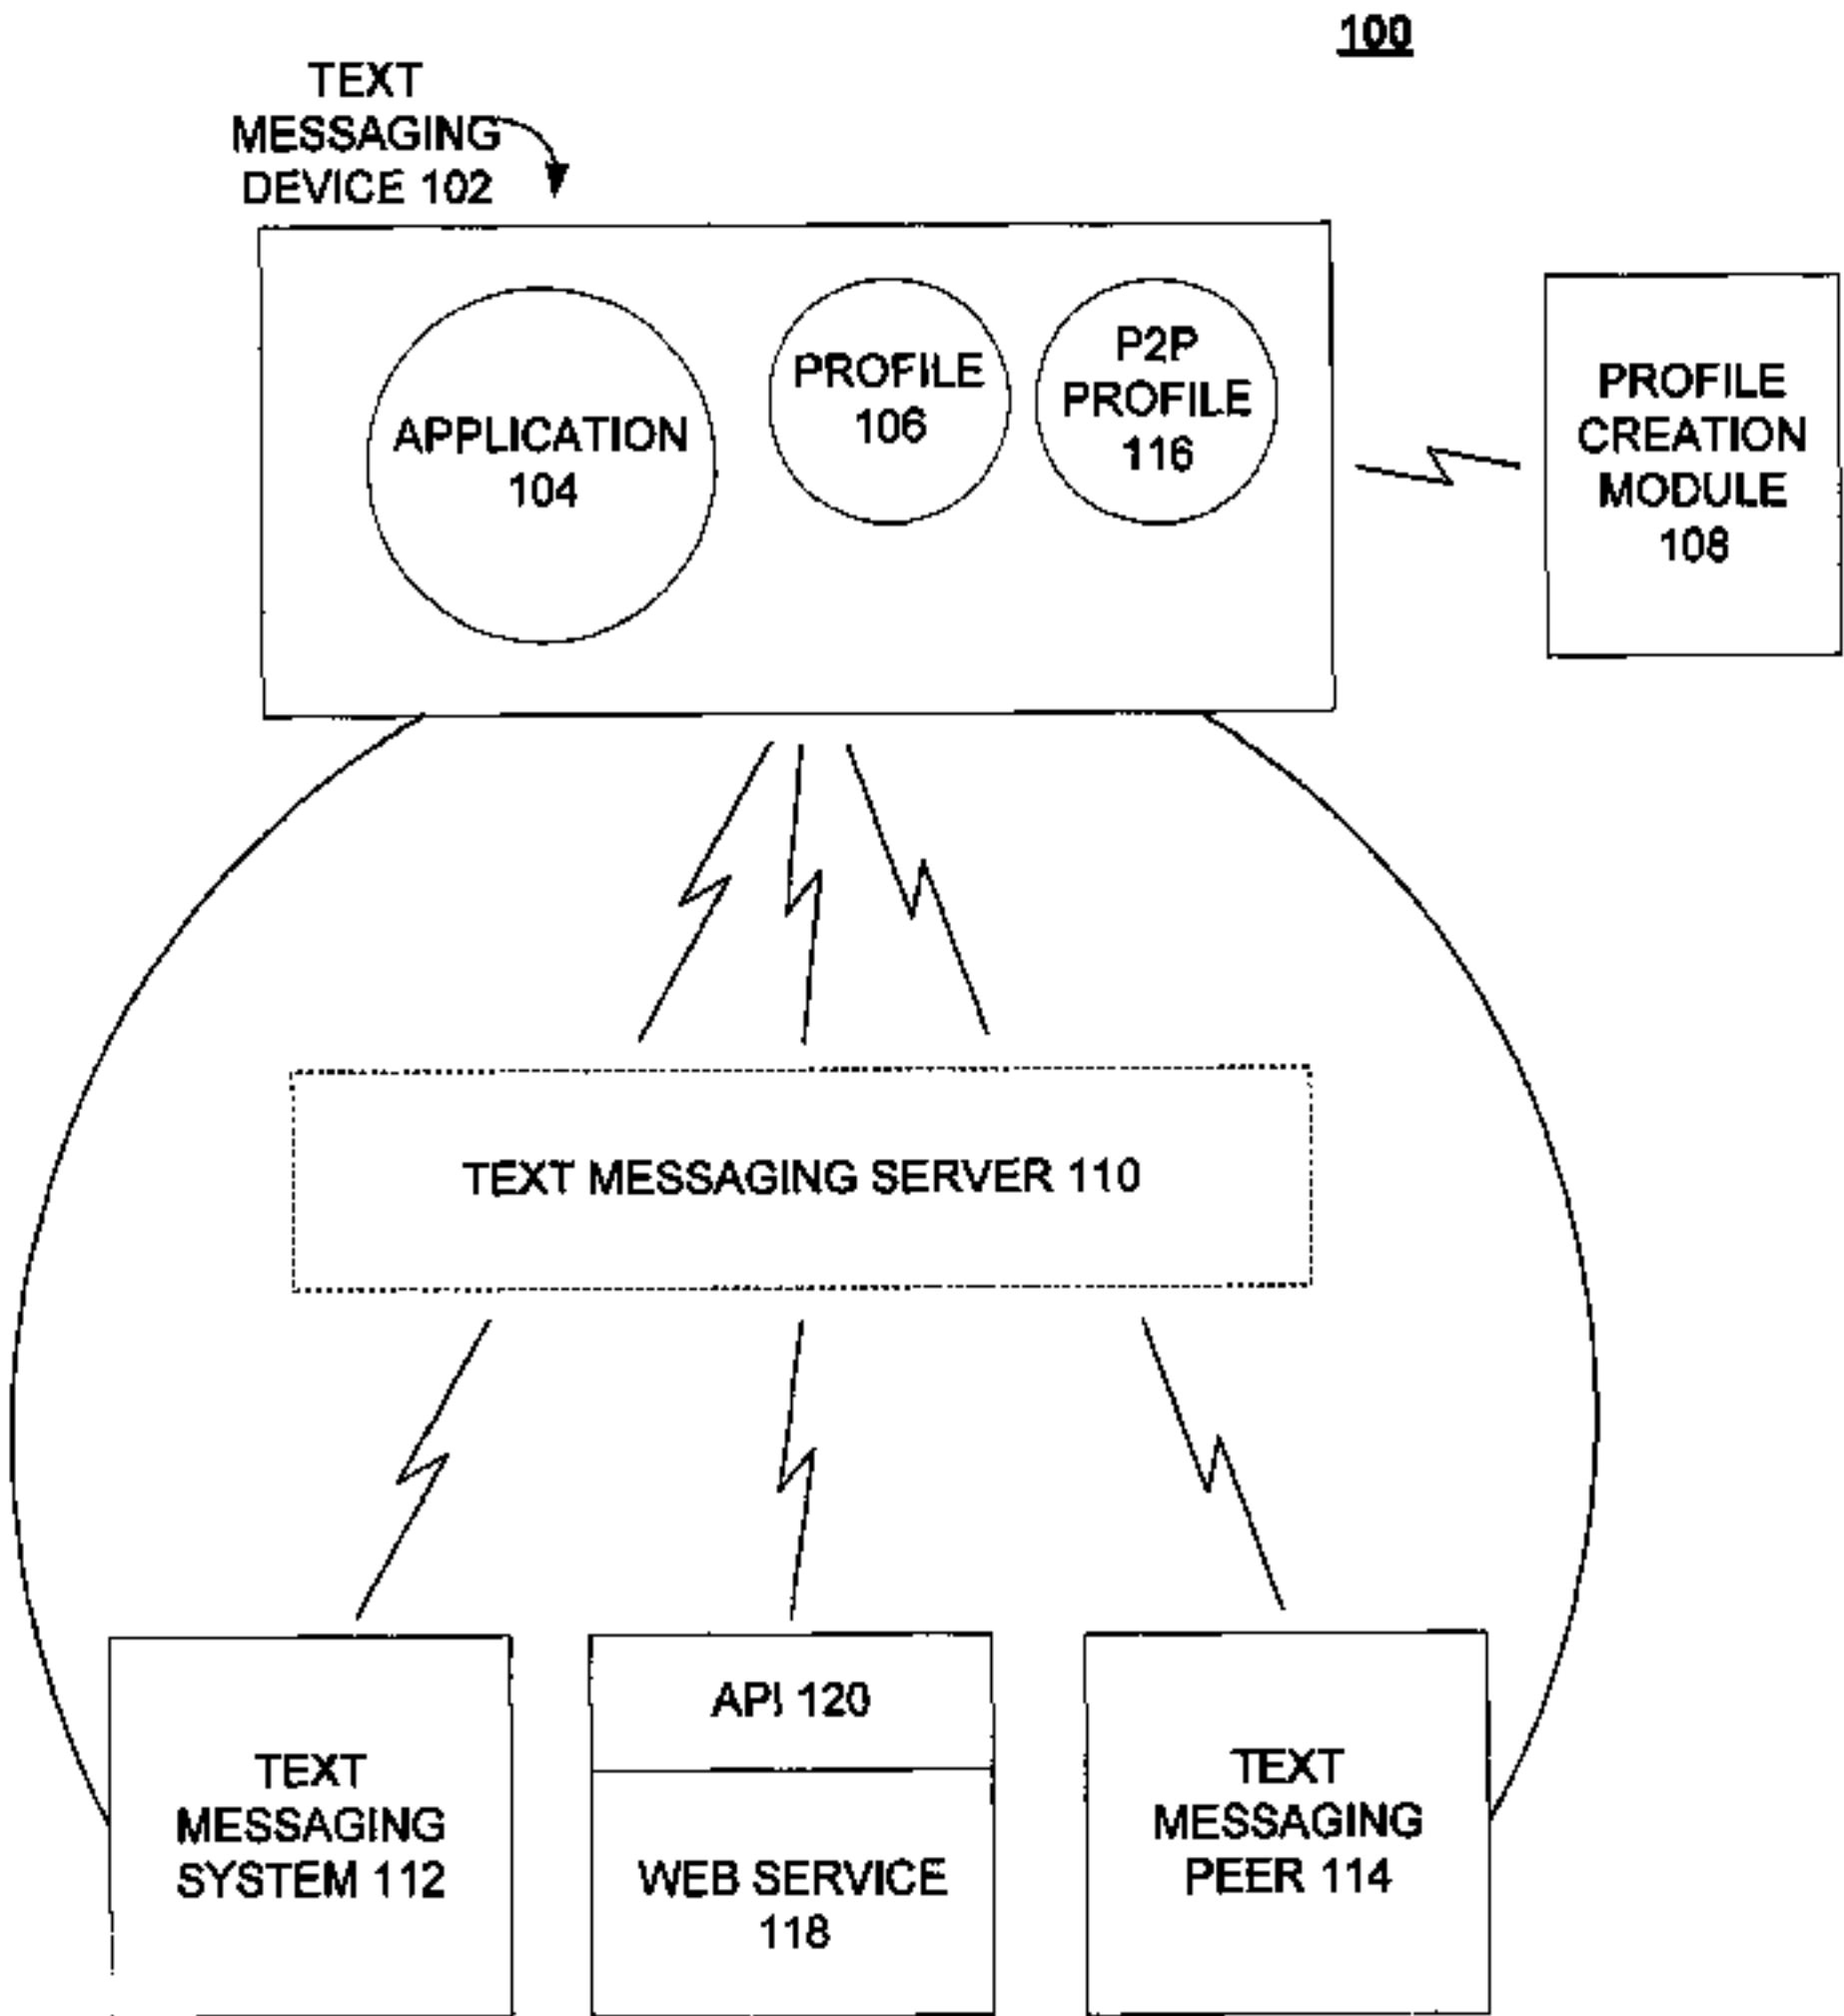 100
TEXT
MESSAGING
DEVICE 102
APPLICATION
104
PROFILE
106
P2P
PROFILE
116
PROFILE
CREATION
MODULE
108
TEXT MESSAGING SERVER 110
TEXT
MESSAGING
SYSTEM 112
API 120
WEB SERVICE
118
TEXT
MESSAGING
PEER 114